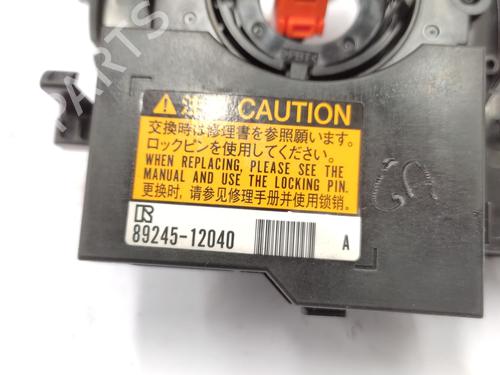 PARTS
⚠ 注意 CAUTION
交換時は修理書を参照願います。
ロックピンを使用してください。
WHEN REPLACING, PLEASE SEE THE
MANUAL AND USE THE LOCKING PIN.
更换时, 请参见修理手册并使用锁销。
89245-12040 A